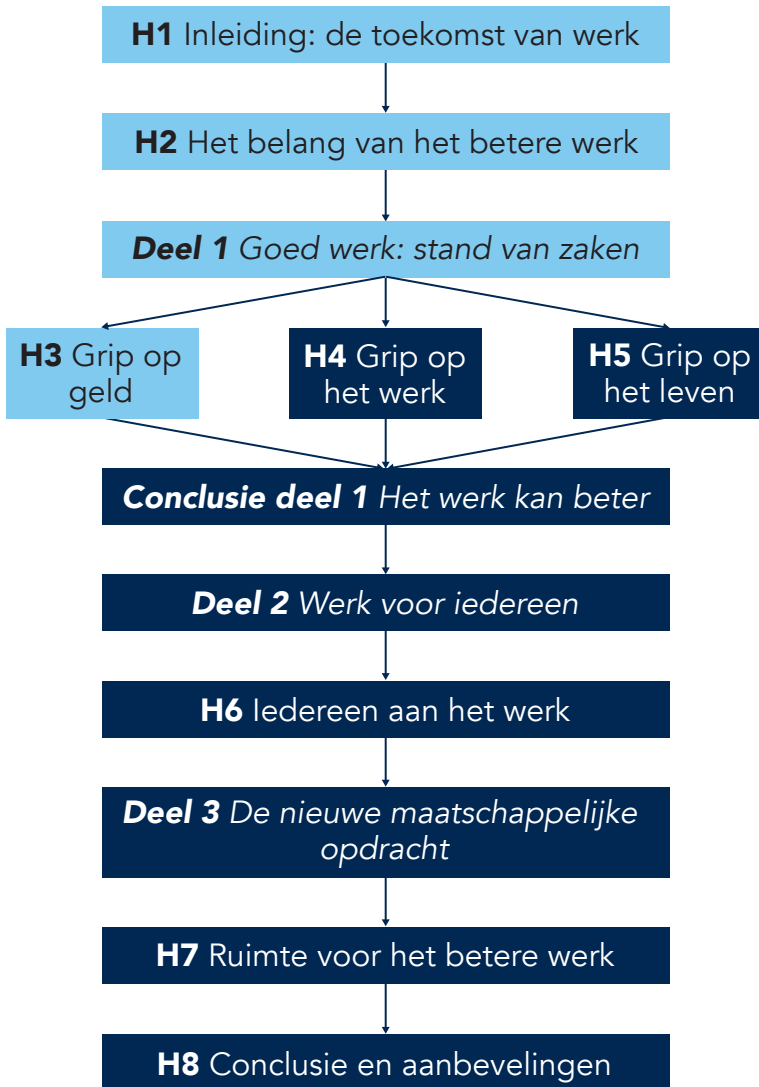 H1 Inleiding: de toekomst van werk
H2 Het belang van het betere werk
Deel 1 Goed werk: stand van zaken
H3 Grip op
geld
H4 Grip op
het werk
H5 Grip op
het leven
Conclusie deel 1 Het werk kan beter
Deel 2 Werk voor iedereen
H6 Iedereen aan het werk
Deel 3 De nieuwe maatschappelijke
opdracht
H7 Ruimte voor het betere werk
H8 Conclusie en aanbevelingen